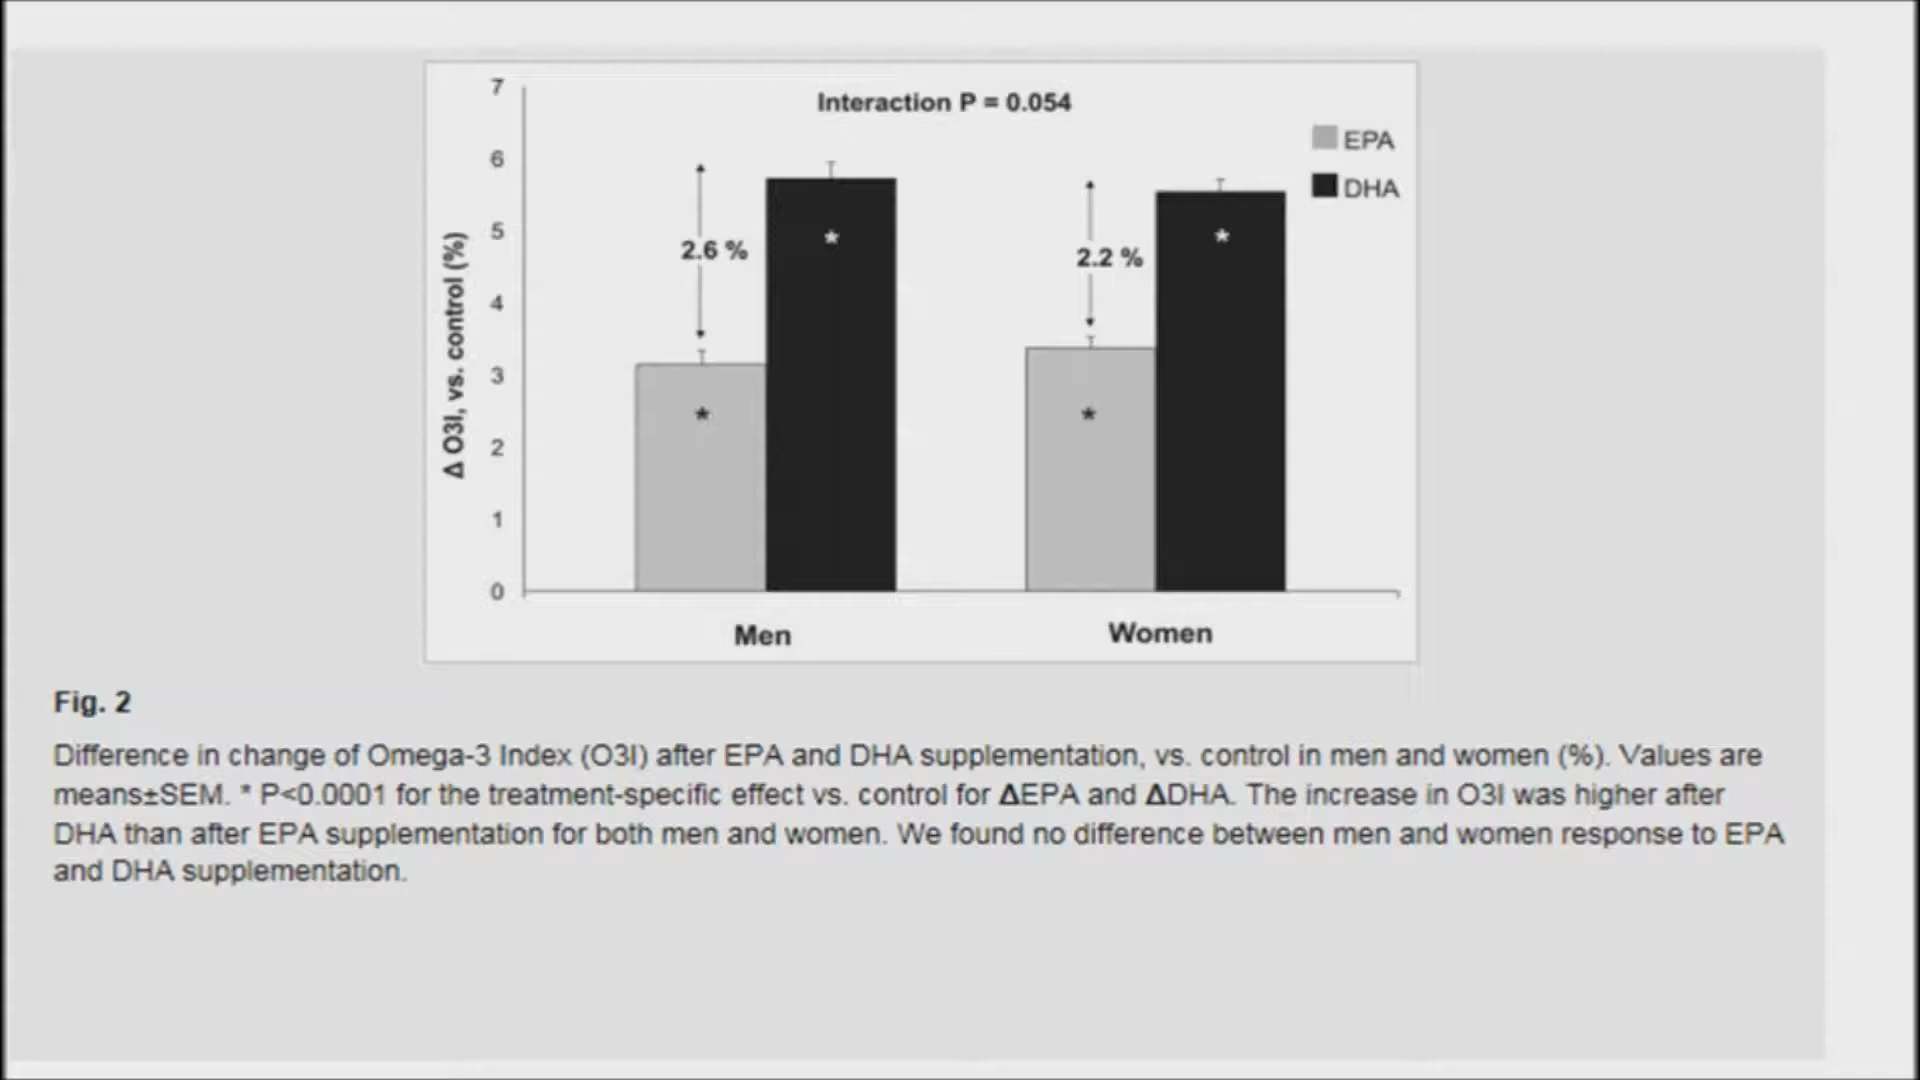 7
Interaction P = 0.054
EPA
DHA
6
5
4
3
2
1
0
Δ O3I, vs. control (%)
2.6 %
2.2 %
*
*
*
*
Men
Women
Fig. 2
Difference in change of Omega-3 Index (O3I) after EPA and DHA supplementation, vs. control in men and women (%). Values are
means±SEM. * P<0.0001 for the treatment-specific effect vs. control for ΔEPA and ΔDHA. The increase in O3I was higher after
DHA than after EPA supplementation for both men and women. We found no difference between men and women response to EPA
and DHA supplementation.